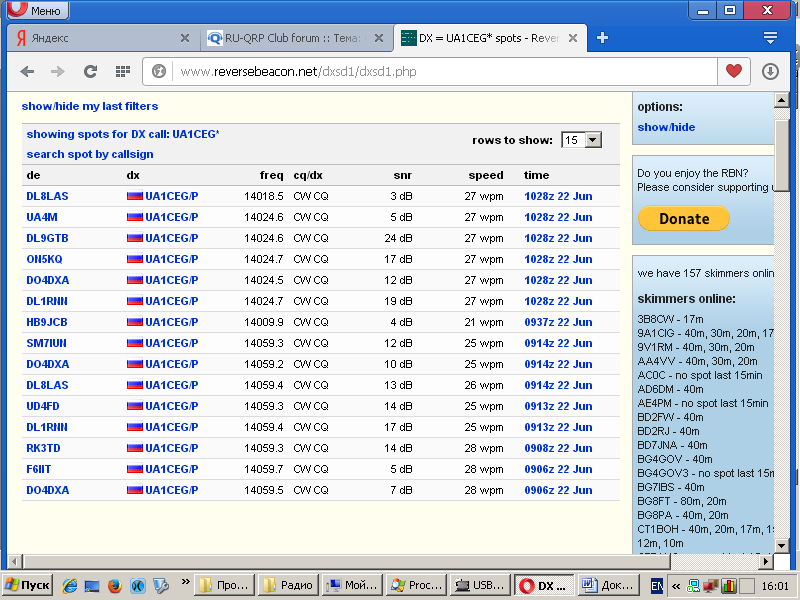 Меню
Яндекс
RU-QRP Club forum :: Тема:
DX = UA1CEG* spots - Rever
www.reversebeacon.net/dxsd1/dxsd1.php
show/hide my last filters
showing spots for DX call: UA1CEG*
search spot by callsign
rows to show: 15
de dx freq cq/dx snr speed time
DL8LAS UA1CEG/P 14018.5 CW CQ 3 dB 27 wpm 1028z 22 Jun
UA4M UA1CEG/P 14024.6 CW CQ 5 dB 27 wpm 1028z 22 Jun
DL9GTB UA1CEG/P 14024.6 CW CQ 24 dB 27 wpm 1028z 22 Jun
ON5KQ UA1CEG/P 14024.7 CW CQ 17 dB 27 wpm 1028z 22 Jun
DO4DXA UA1CEG/P 14024.5 CW CQ 12 dB 27 wpm 1028z 22 Jun
DL1RNN UA1CEG/P 14024.7 CW CQ 19 dB 27 wpm 1028z 22 Jun
HB9JCB UA1CEG/P 14009.9 CW CQ 4 dB 21 wpm 0937z 22 Jun
SM7IUN UA1CEG/P 14059.3 CW CQ 12 dB 25 wpm 0914z 22 Jun
DO4DXA UA1CEG/P 14059.2 CW CQ 10 dB 25 wpm 0914z 22 Jun
DL8LAS UA1CEG/P 14059.4 CW CQ 13 dB 26 wpm 0914z 22 Jun
UD4FD UA1CEG/P 14059.3 CW CQ 14 dB 25 wpm 0913z 22 Jun
DL1RNN UA1CEG/P 14059.4 CW CQ 17 dB 25 wpm 0913z 22 Jun
RK3TD UA1CEG/P 14059.3 CW CQ 14 dB 28 wpm 0908z 22 Jun
F6IIT UA1CEG/P 14059.7 CW CQ 5 dB 28 wpm 0906z 22 Jun
DO4DXA UA1CEG/P 14059.5 CW CQ 7 dB 28 wpm 0906z 22 Jun
options:
show/hide
Do you enjoy the RBN?
Please consider supporting
Donate
we have 157 skimmers onlin
skimmers online:
3B8CW - 17m
9A1CIG - 40m, 30m, 20m, 17
9V1RM - 40m, 30m, 20m
AA4VV - 40m, 30m, 20m
AC0C - no spot last 15min
AD6DM - 40m
AE4PM - no spot last 15min
BD2FW - 40m
BD2RJ - 40m
BD7JNA - 40m
BG4GOV - 40m
BG4GOV3 - no spot last 15m
BG7IBS - 40m
BG8FT - 80m, 20m
BG8PA - 40m, 20m
CT1BOH - 40m, 20m, 17m, 1
12m, 10m
Пуск » Про... Радио Мой... Proc... USB... DX ... Док... EN « 16:01